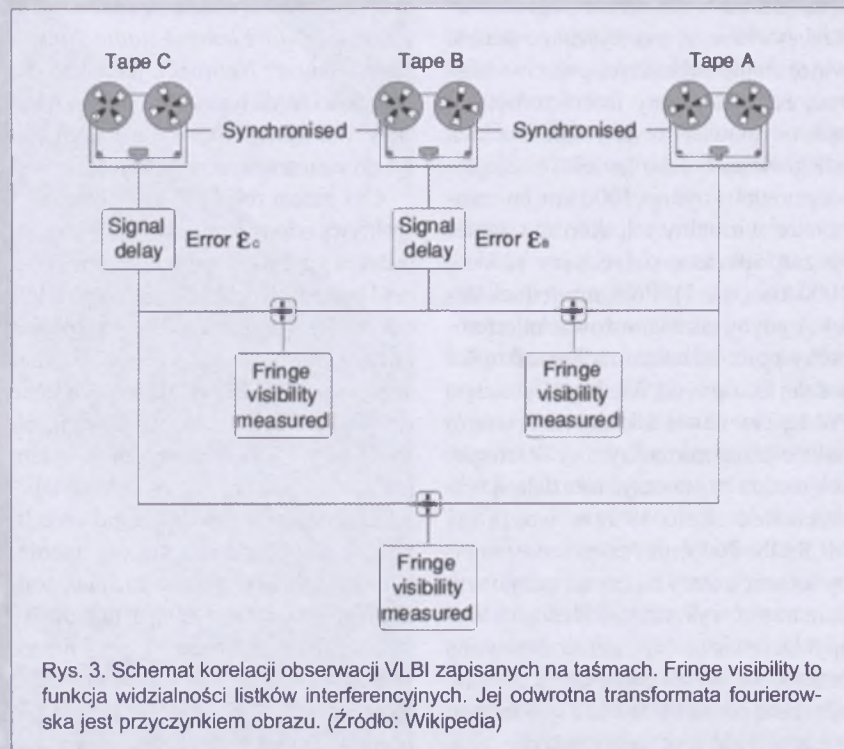 Tape C
Tape B
Tape A
Synchronised
Synchronised
Signal
delay
Error ε_c
Signal
delay
Error ε_B
Fringe
visibility
measured
Fringe
visibility
measured
Fringe
visibility
measured
Rys. 3. Schemat korelacji obserwacji VLBI zapisanych na taśmach. Fringe visibility to
funkcja widzialności listków interferencyjnych. Jej odwrotna transformata fourierow-
ska jest przyczynkiem obrazu. (Źródło: Wikipedia)